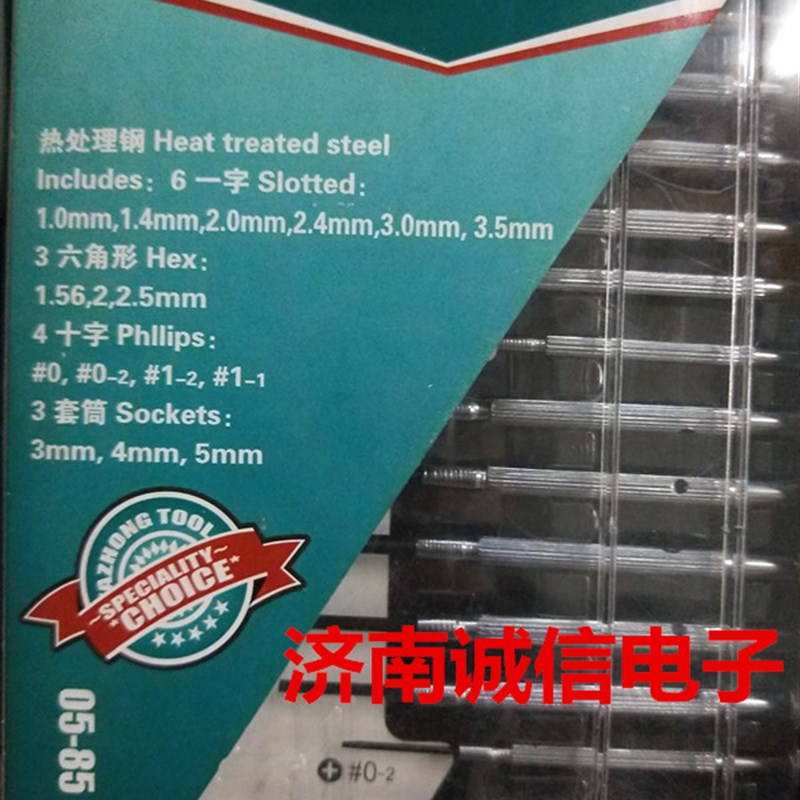 热处理钢 Heat treated steel
Includes: 6 一字 Slotted:
1.0mm,1.4mm,2.0mm,2.4mm,3.0mm, 3.5mm
3 六角形 Hex:
1.56,2,2.5mm
4 十字 Phllips:
#0, #0-2, #1-2, #1-1
3 套筒 Sockets:
3mm, 4mm, 5mm
AZHONG TOOL
~SPECIALITY~
*CHOICE*
济南诚信电子
05-85
#0-2